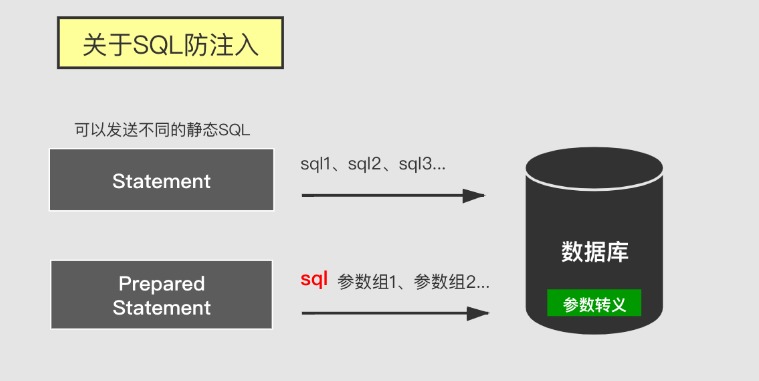 关于SQL防注入
可以发送不同的静态SQL
Statement
sql1、sql2、sql3...
Prepared
Statement
sql 参数组1、参数组2...
数据库
参数转义